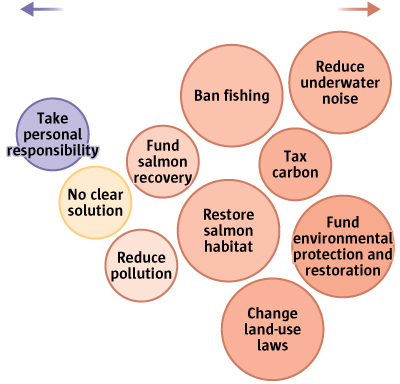 Reduce
underwater
noise
Ban fishing
Take
personal
responsibility
Fund
salmon
recovery
Tax
carbon
No clear
solution
Restore
salmon
habitat
Fund
environmental
protection and
restoration
Reduce
pollution
Change
land-use
laws